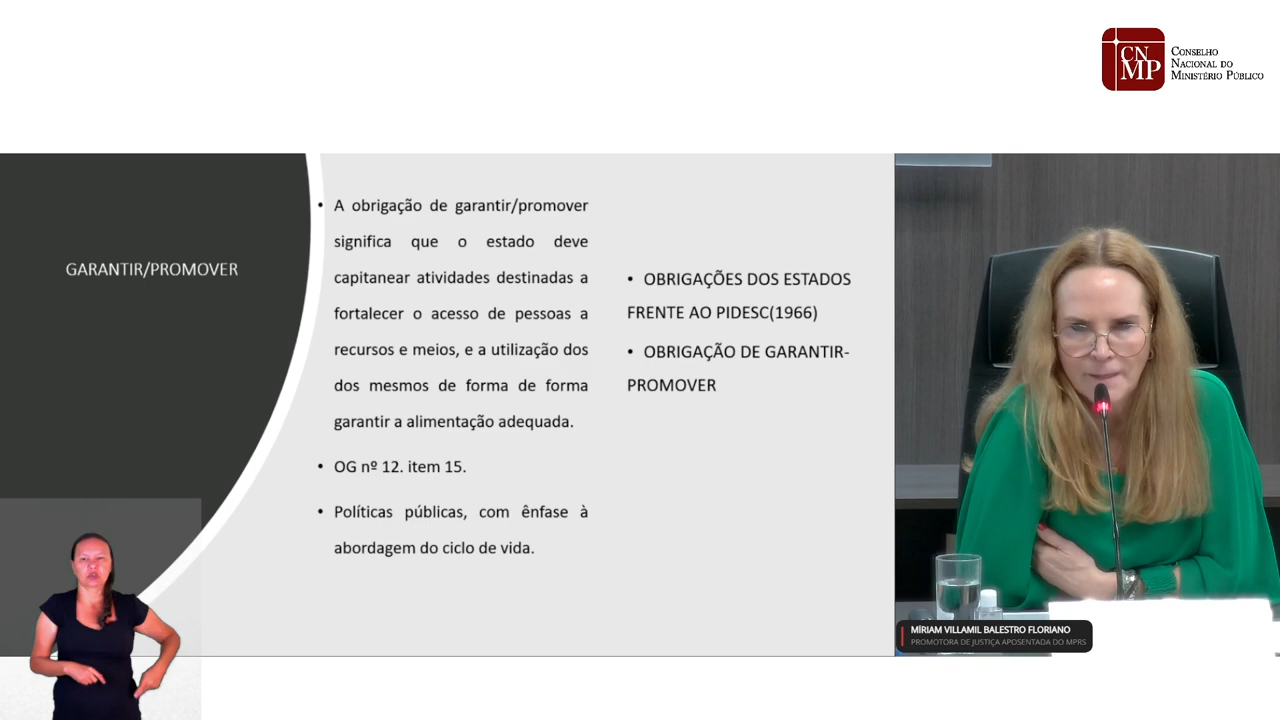 CN
MP
CONSELHO
NACIONAL DO
MINISTÉRIO PÚBLICO
GARANTIR/PROMOVER
• A obrigação de garantir/promover
significa que o estado deve
capitanear atividades destinadas a
fortalecer o acesso de pessoas a
recursos e meios, e a utilização dos
dos mesmos de forma de forma
garantir a alimentação adequada.
• OG nº 12. item 15.
• Políticas públicas, com ênfase à
abordagem do ciclo de vida.
• OBRIGAÇÕES DOS ESTADOS
FRENTE AO PIDESC(1966)
• OBRIGAÇÃO DE GARANTIR-
PROMOVER
MÍRIAM VILLAMIL BALESTRO FLORIANO
PROMOTORA DE JUSTIÇA APOSENTADA DO MPRS